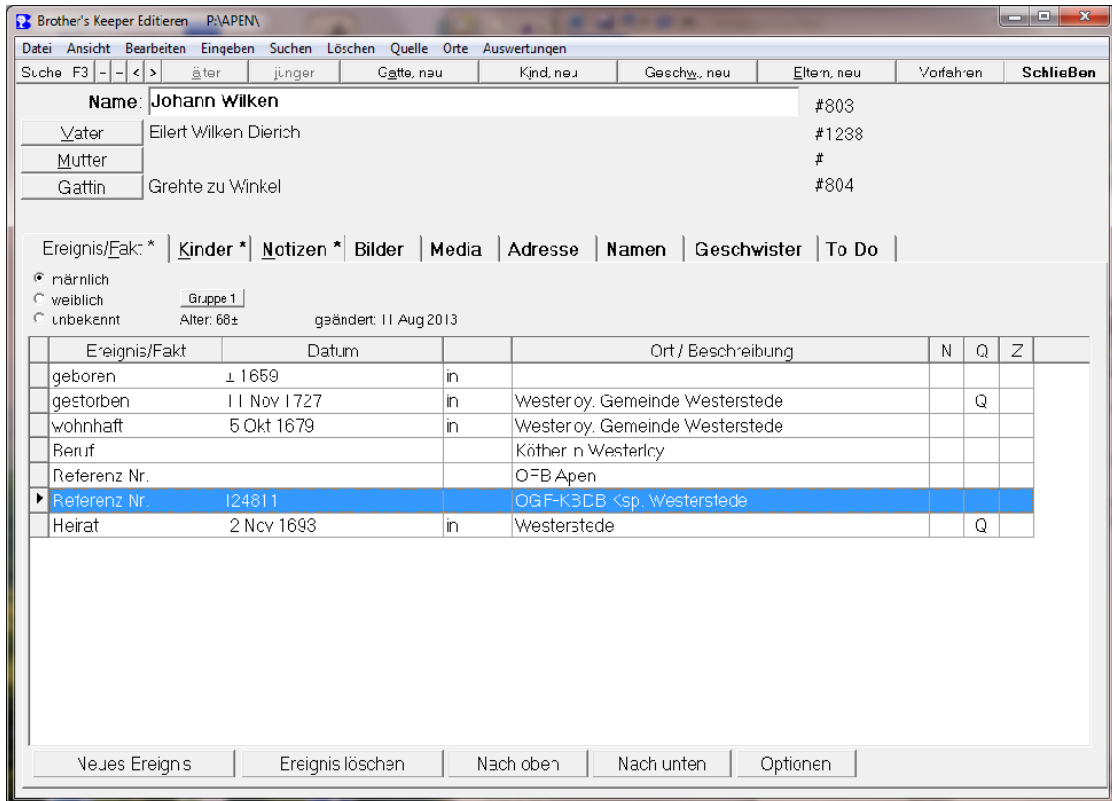 Brother's Keeper Editieren P:\APEN\
Datei Ansicht Bearbeiten Eingeben Suchen Löschen Quelle Orte Auswertungen
Suche F3 - - < > älter jünger Gatte, neu Kind, neu Geschw., neu Eltern, neu Vorfahren Schließen
Name: Johann Wilken #803
Vater Eilert Wilken Dierich #1238
Mutter #
Gattin Grehte zu Winkel #804
Ereignis/Fakt * Kinder * Notizen * Bilder Media Adresse Namen Geschwister To Do
männlich
weiblich Gruppe 1
unbekannt Alter: 68± geändert: 11 Aug 2013
Ereignis/Fakt Datum Ort / Beschreibung N Q Z
geboren ± 1659 in
gestorben 11 Nov 1727 in Westerloy, Gemeinde Westerstede Q
wohnhaft 5 Okt 1679 in Westerloy, Gemeinde Westerstede
Beruf Köther in Westerloy
Referenz Nr. OFB Apen
Referenz Nr. I24811 OGF-KBDB Ksp. Westerstede
Heirat 2 Nov 1693 in Westerstede Q
Neues Ereignis Ereignis löschen Nach oben Nach unten Optionen